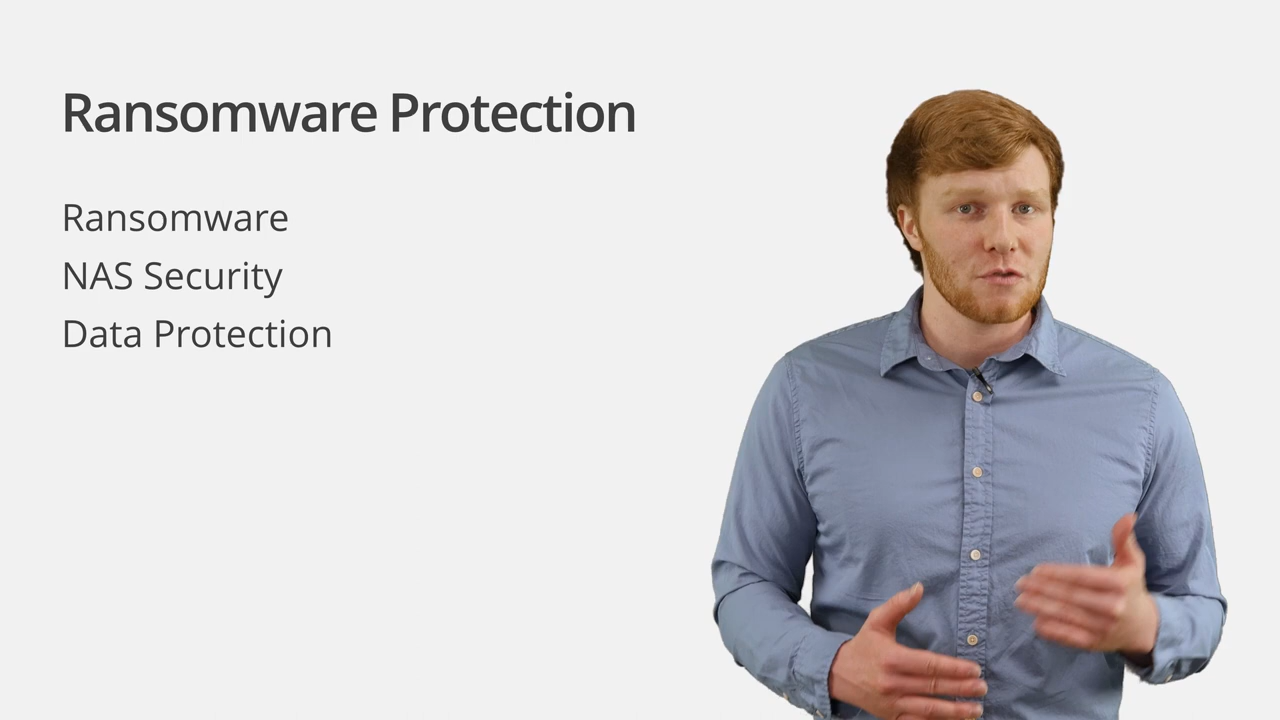 Ransomware Protection
Ransomware
NAS Security
Data Protection